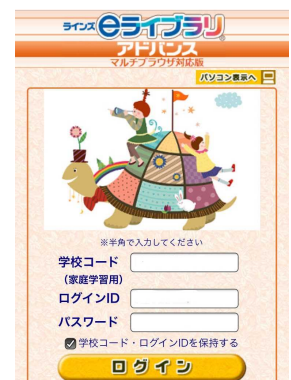 ラインズ eライブラリ
アドバンス
マルチブラウザ対応版
パソコン表示へ
※半角で入力してください
学校コード
(家庭学習用)
ログインID
パスワード
学校コード・ログインIDを保持する
ログイン